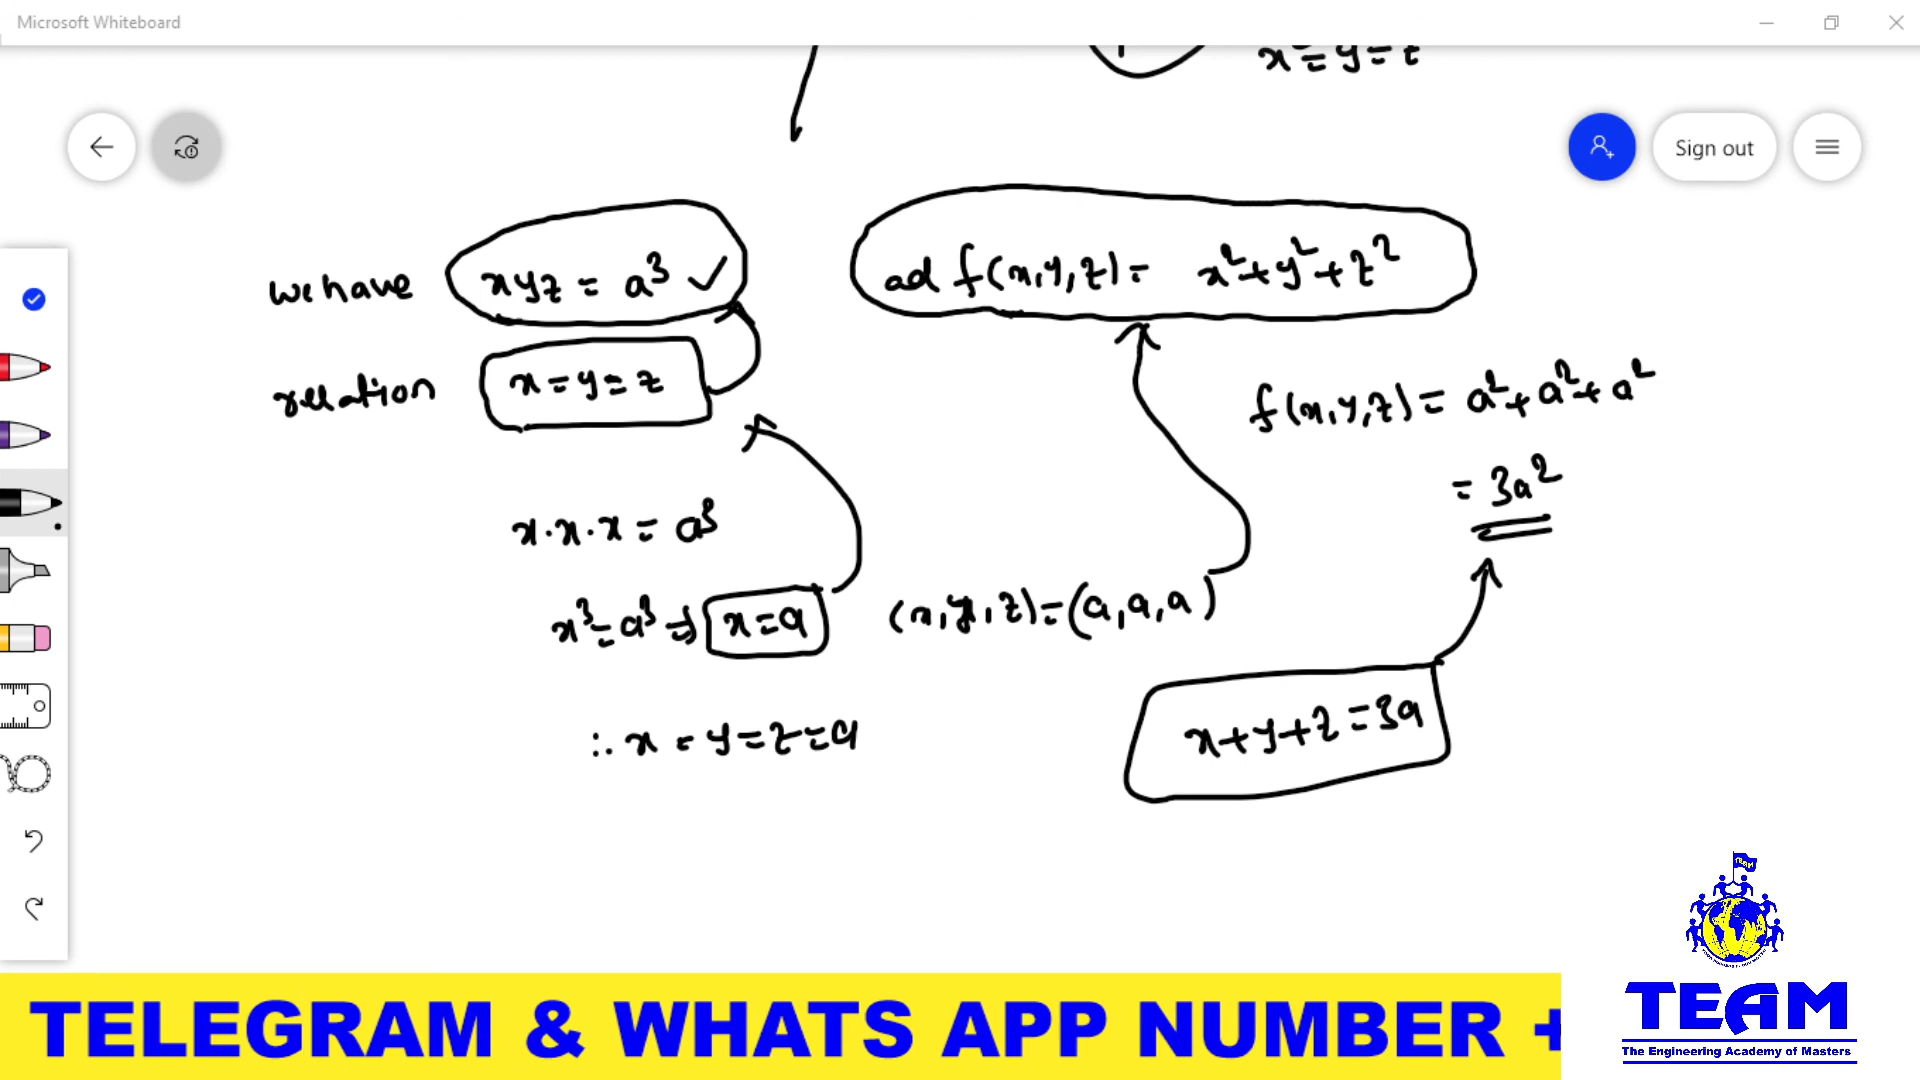 Microsoft Whiteboard
x = y = z
Sign out
we have xyz = a³ ✓ ad f(x,y,z) = x²+y²+z²
relation x = y = z
f(x,y,z) = a²+a²+a²
= 3a²
x·x·x = a³
x³ = a³ ⇒ x=a (x,y,z)=(a,a,a)
x+y+z=3a
∴ x = y = z = a
TEAM
TELEGRAM & WHATS APP NUMBER +
TEAM
The Engineering Academy of Masters